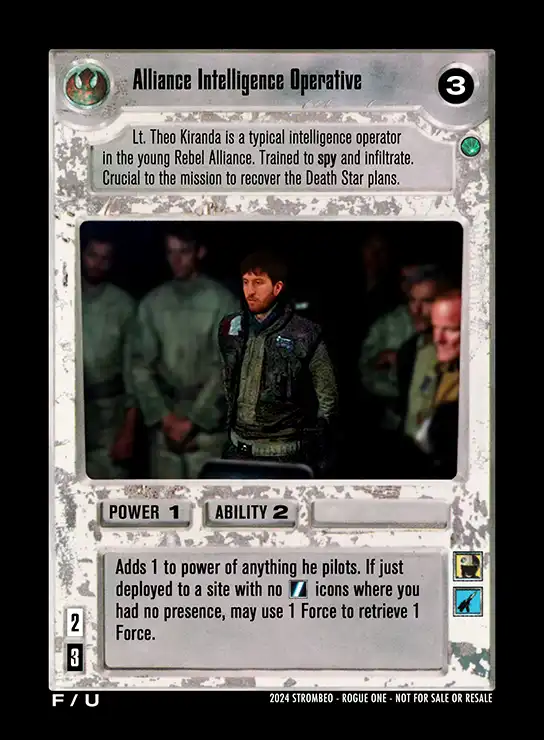 Alliance Intelligence Operative
3
Lt. Theo Kiranda is a typical intelligence operator
in the young Rebel Alliance. Trained to spy and infiltrate.
Crucial to the mission to recover the Death Star plans.
POWER 1
ABILITY 2
Adds 1 to power of anything he pilots. If just
deployed to a site with no icons where you
had no presence, may use 1 Force to retrieve 1
Force.
2
3
F / U
2024 STROMBEO - ROGUE ONE - NOT FOR SALE OR RESALE